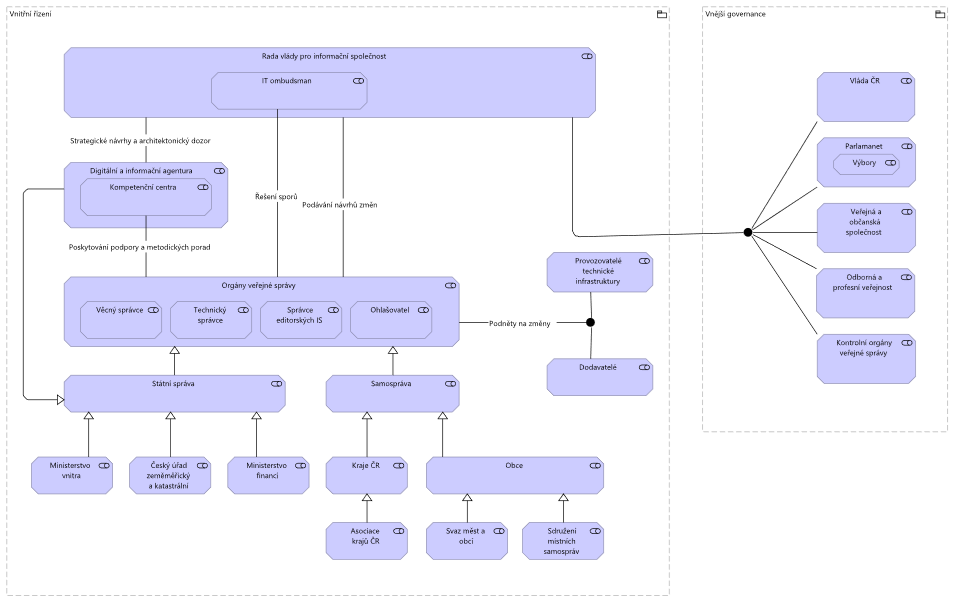 Vnitřní řízení
Vnější governance
Rada vlády pro informační společnost
IT ombudsman
Vláda ČR
Strategické návrhy a architektonický dozor
Parlamanet
Výbory
Digitální a informační agentura
Kompetenční centra
Řešení sporů
Podávání návrhů změn
Veřejná a
občanská
společnost
Poskytování podpory a metodických porad
Provozovatelé
technické
infrastruktury
Odborná a
profesní veřejnost
Orgány veřejné správy
Věcný správce
Technický
správce
Správce
editorských IS
Ohlašovatel
Podněty na změny
Kontrolní orgány
veřejné správy
Dodavatelé
Státní správa
Samospráva
Ministerstvo
vnitra
Český úřad
zeměměřický
a katastrální
Ministerstvo
financí
Kraje ČR
Obce
Asociace
krajů ČR
Svaz měst a
obcí
Sdružení
místních
samospráv